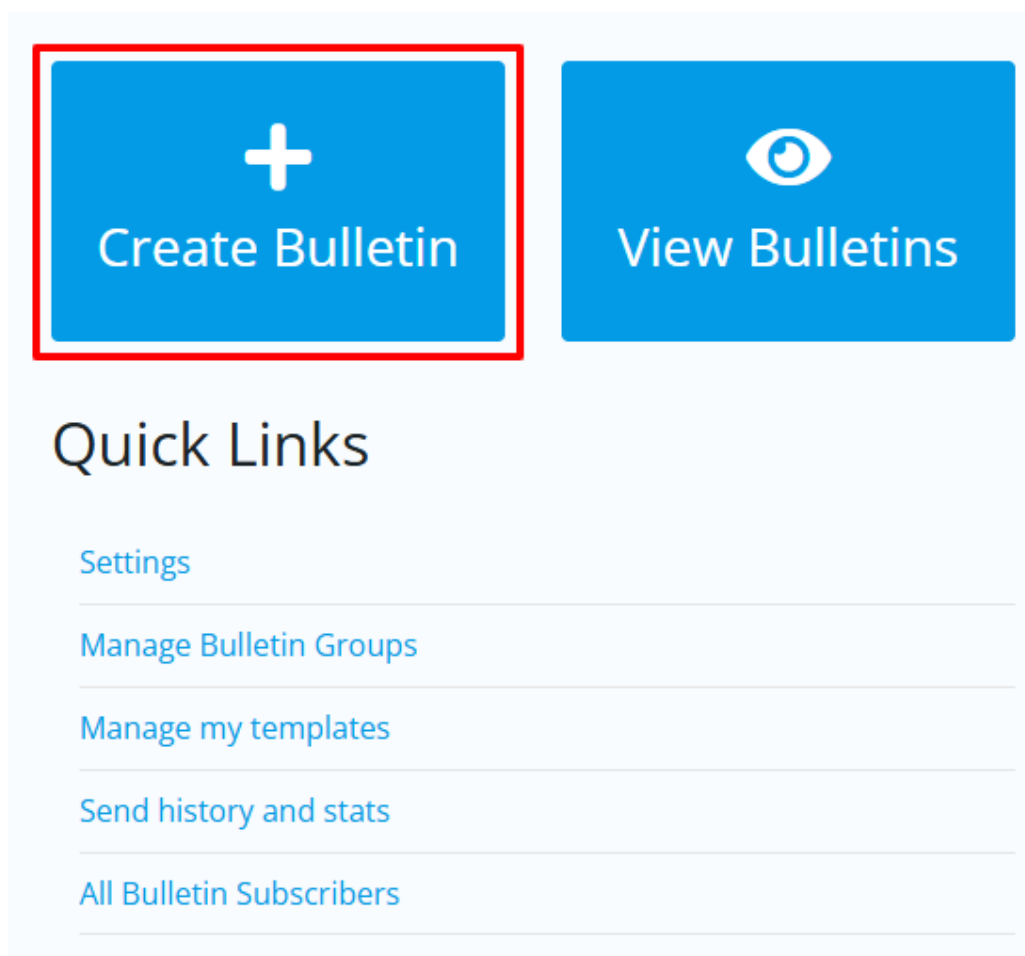 Create Bulletin
View Bulletins
Quick Links
Settings
Manage Bulletin Groups
Manage my templates
Send history and stats
All Bulletin Subscribers